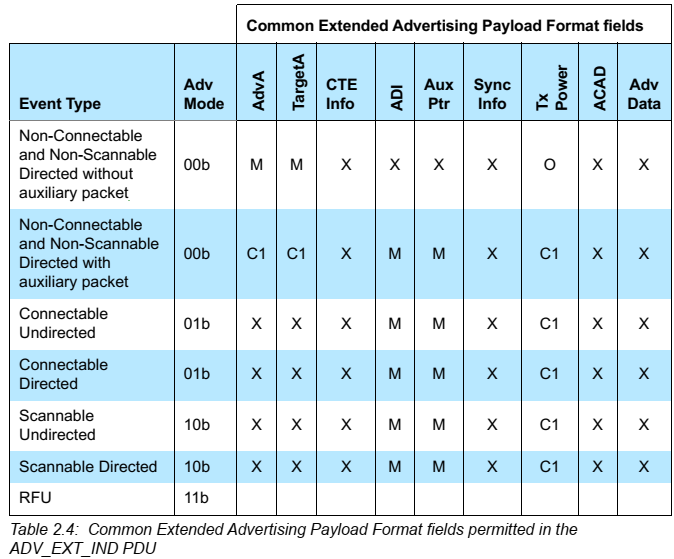 Common Extended Advertising Payload Format fields
Event Type
Adv
Mode
AdvA
TargetA
CTE
Info
ADI
Aux
Ptr
Sync
Info
Tx
Power
ACAD
Adv
Data
Non-Connectable
and Non-Scannable
Directed without
auxiliary packet
00b M M X X X X O X X
Non-Connectable
and Non-Scannable
Directed with
auxiliary packet
00b C1 C1 X M M X C1 X X
Connectable
Undirected
01b X X X M M X C1 X X
Connectable
Directed
01b X X X M M X C1 X X
Scannable
Undirected
10b X X X M M X C1 X X
Scannable Directed 10b X X X M M X C1 X X
RFU 11b
Table 2.4: Common Extended Advertising Payload Format fields permitted in the
ADV_EXT_IND PDU